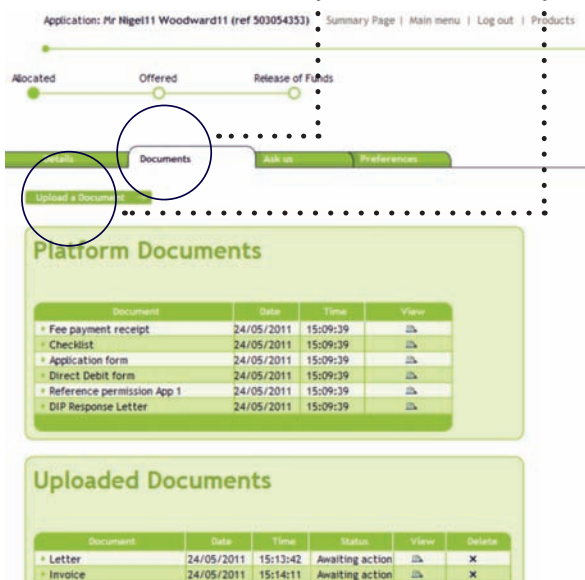 Application: Mr Nigel11 Woodward11 (ref 503054353) Summary Page | Main menu | Log out | Products
Allocated Offered Release of Funds
Details Documents Ask us Preferences
Upload a Document
Platform Documents
Document Date Time View
Fee payment receipt 24/05/2011 15:09:39
Checklist 24/05/2011 15:09:39
Application form 24/05/2011 15:09:39
Direct Debit form 24/05/2011 15:09:39
Reference permission App 1 24/05/2011 15:09:39
DIP Response Letter 24/05/2011 15:09:39
Uploaded Documents
Document Date Time Status View Delete
Letter 24/05/2011 15:13:42 Awaiting action X
Invoice 24/05/2011 15:14:11 Awaiting action X